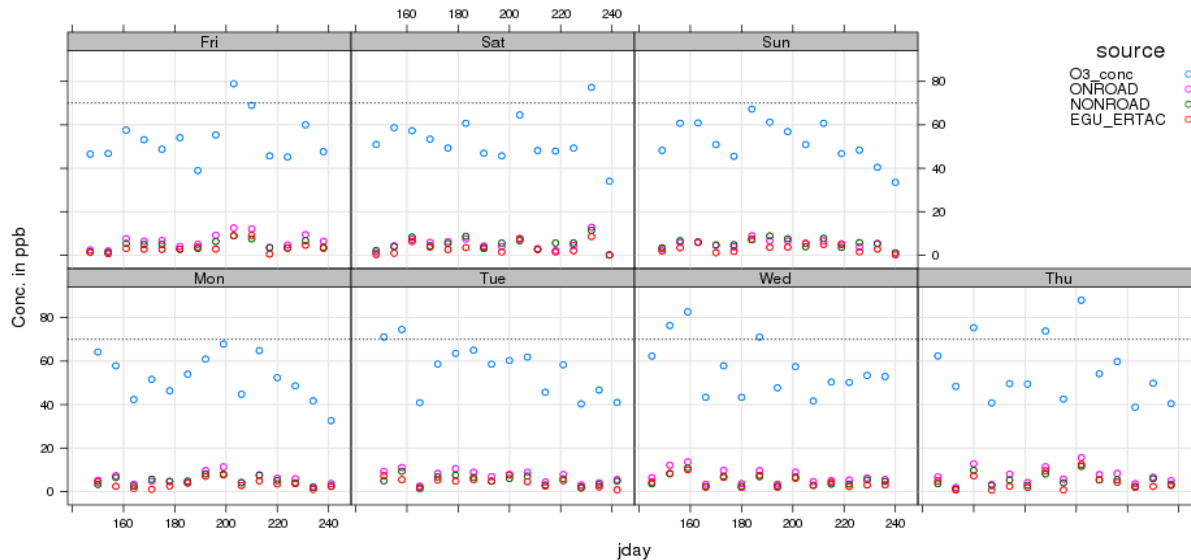 160 180 200 220 240
Fri Sat Sun
source
O3_conc
ONROAD
NONROAD
EGU_ERTAC
80
60
40
20
0
Conc. in ppb
Mon Tue Wed Thu
80
60
40
20
0
160 180 200 220 240 160 180 200 220 240
jday